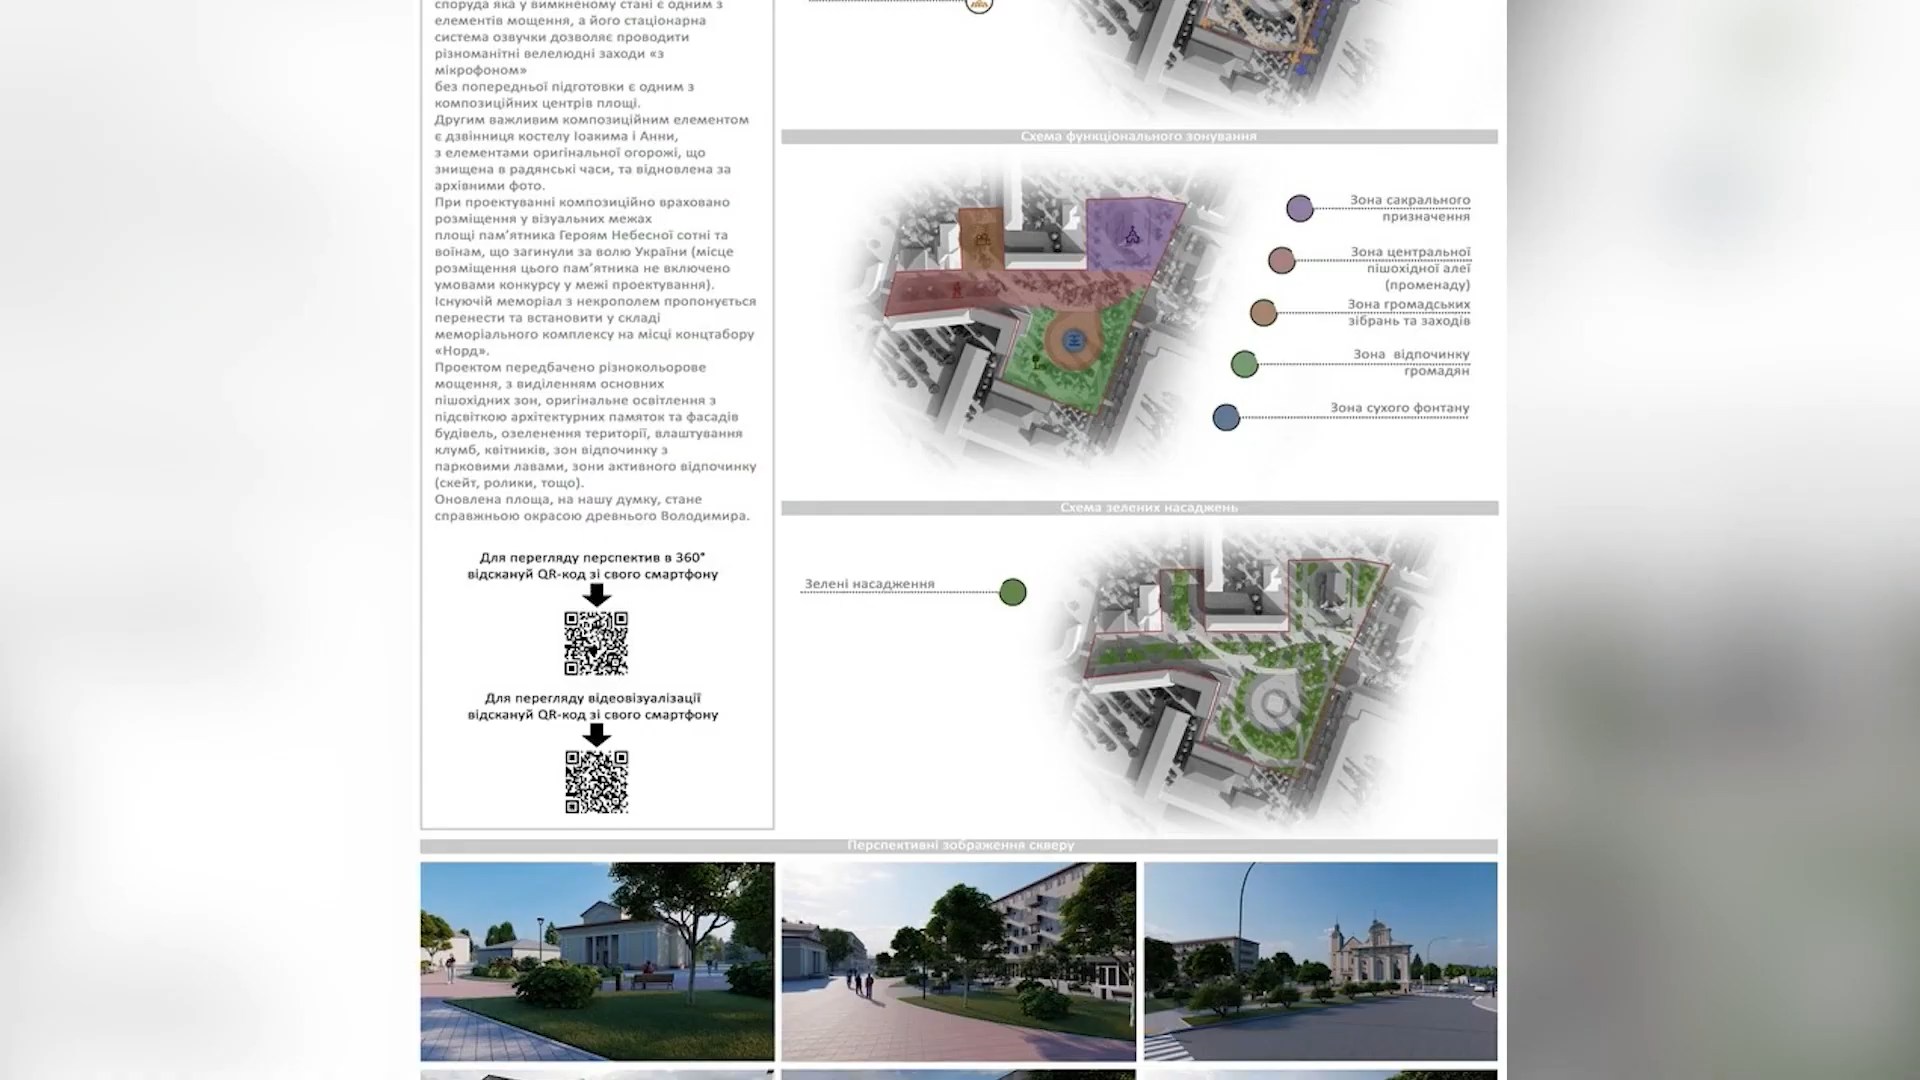 споруда яка у вимкненому стані є одним з
елементів мощення, а його стаціонарна
система озвучки дозволяє проводити
різноманітні велелюдні заходи «з
мікрофоном»
без попередньої підготовки є одним з
композиційних центрів площі.
Другим важливим композиційним елементом
є дзвінниця костелу Іоакима і Анни,
з елементами оригінальної огорожі, що
знищена в радянські часи, та відновлена за
архівними фото.
При проектуванні композиційно враховано
розміщення у візуальних межах
площі пам’ятника Героям Небесної сотні та
воїнам, що загинули за волю України (місце
розміщення цього пам’ятника не включено
умовами конкурсу у межі проектування).
Існуючій меморіал з некрополем пропонується
перенести та встановити у складі
меморіального комплексу на місці концтабору
«Норд».
Проектом передбачено різнокольорове
мощення, з виділенням основних
пішохідних зон, оригінальне освітлення з
підсвіткою архітектурних памяток та фасадів
будівель, озеленення території, влаштування
клумб, квітників, зон відпочинку з
парковими лавами, зони активного відпочинку
(скейт, ролики, тощо).
Оновлена площа, на нашу думку, стане
справжньою окрасою древнього Володимира.
Для перегляду перспектив в 360°
відскануй QR-код зі свого смартфону
Для перегляду відеовізуалізації
відскануй QR-код зі свого смартфону
Схема функціонального зонування
Зона сакрального
призначення
Зона центральної
пішохідної алеї
(променаду)
Зона громадських
зібрань та заходів
Зона відпочинку
громадян
Зона сухого фонтану
Схема зелених насаджень
Зелені насадження
Перспективні зображення скверу